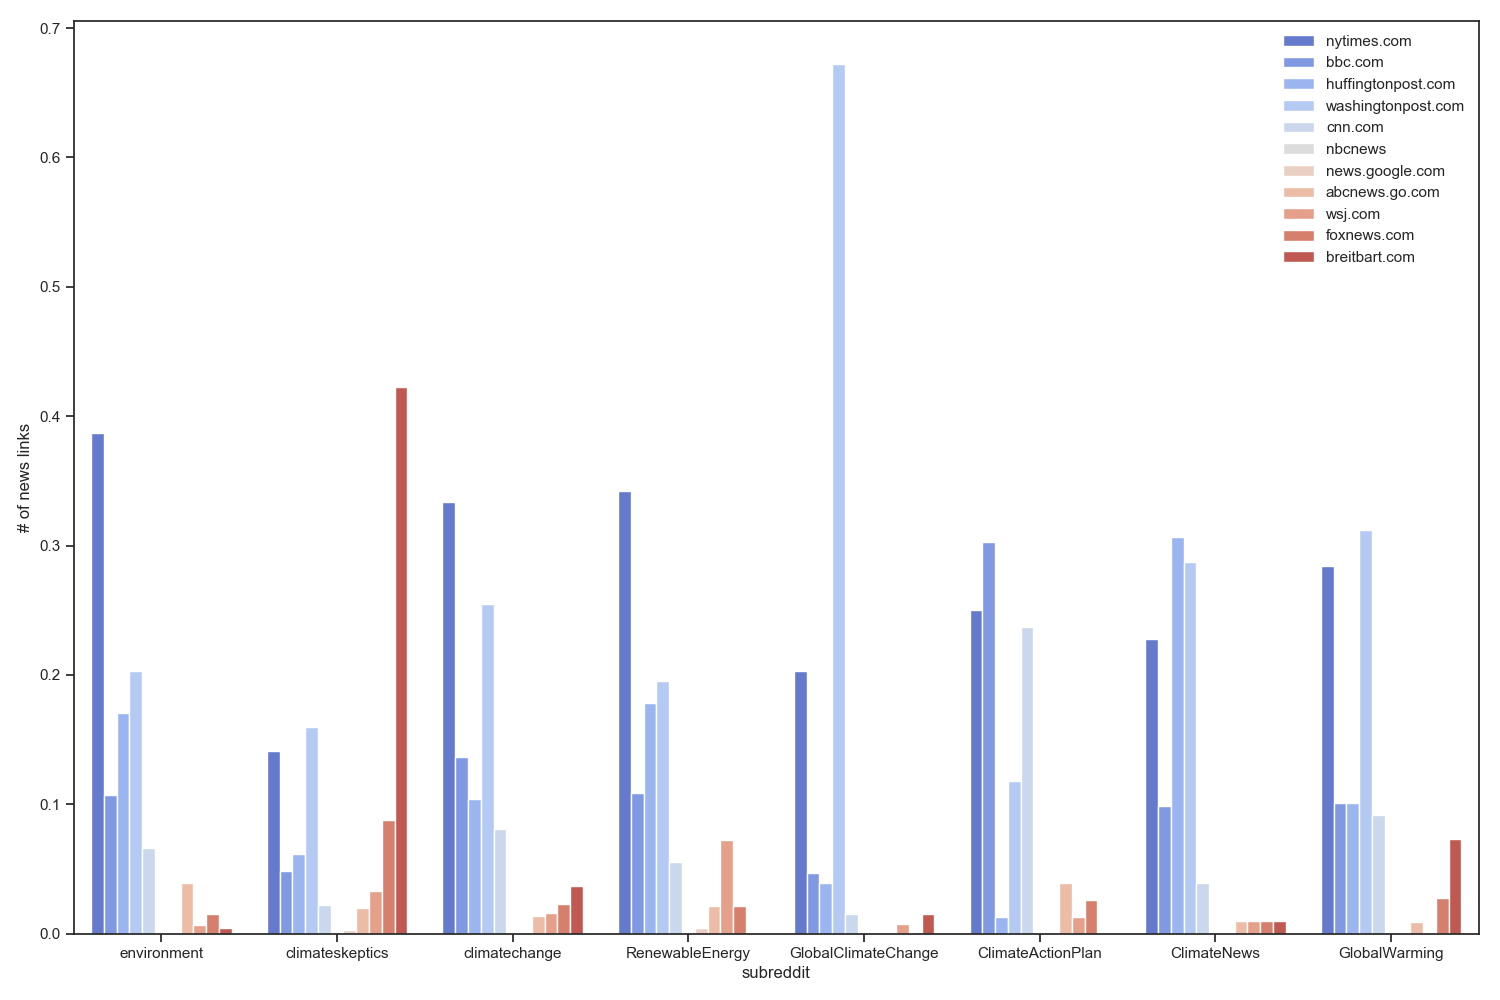 0.7
0.6
0.5
0.4
0.3
0.2
0.1
0.0
# of news links
nytimes.com
bbc.com
huffingtonpost.com
washingtonpost.com
cnn.com
nbcnews
news.google.com
abcnews.go.com
wsj.com
foxnews.com
breitbart.com
environment climateskeptics climatechange RenewableEnergy GlobalClimateChange ClimateActionPlan ClimateNews GlobalWarming
subreddit